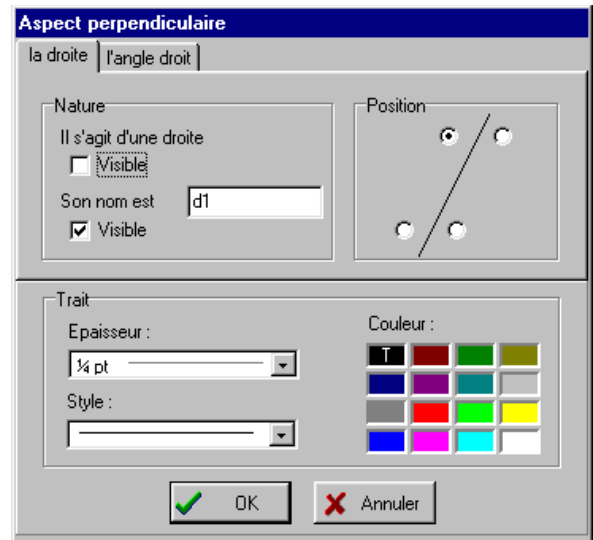 Aspect perpendiculaire
la droite l'angle droit
Nature
Il s'agit d'une droite
Visible
Son nom est d1
Visible
Position
Trait
Epaisseur :
¼ pt
Style :
Couleur :
T
OK Annuler